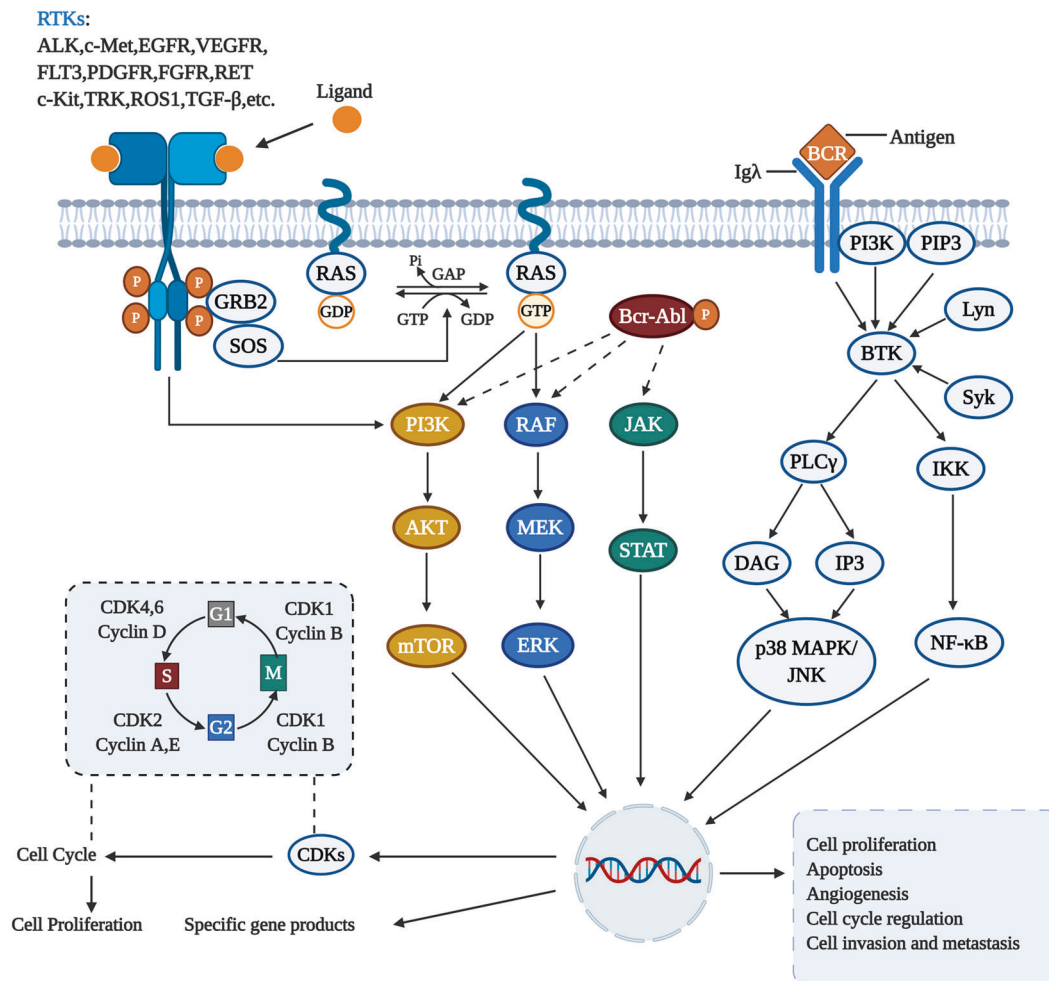 RTKs:
ALK,c-Met,EGFR,VEGFR,
FLT3,PDGFR,FGFR,RET
c-Kit,TRK,ROS1,TGF-β,etc.
Ligand
Antigen
BCR
Igλ
PI3K
PIP3
P
P
P
P
GRB2
SOS
RAS
GDP
Pi
GAP
GTP
GDP
RAS
GTP
Bcr-Abl
P
Lyn
BTK
Syk
PI3K
RAF
JAK
PLCγ
IKK
AKT
MEK
STAT
DAG
IP3
mTOR
ERK
p38 MAPK/
JNK
NF-κB
CDK4,6
Cyclin D
G1
CDK1
Cyclin B
S
M
CDK2
Cyclin A,E
G2
CDK1
Cyclin B
Cell Cycle
CDKs
Cell Proliferation
Specific gene products
Cell proliferation
Apoptosis
Angiogenesis
Cell cycle regulation
Cell invasion and metastasis